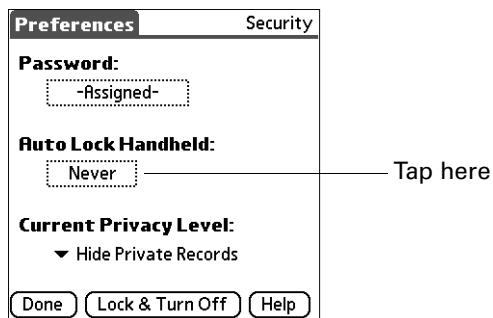 Preferences Security
Password:
-Assigned-
Auto Lock Handheld:
Never
Tap here
Current Privacy Level:
Hide Private Records
Done Lock & Turn Off Help